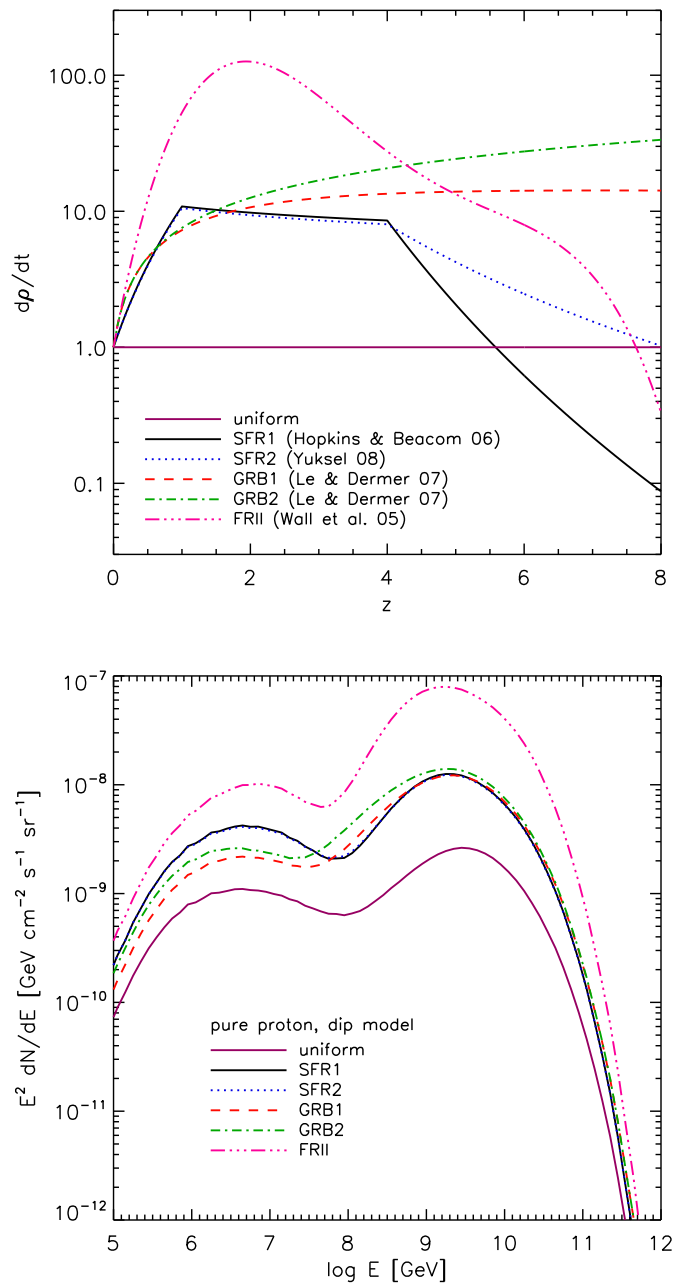 100.0
10.0
1.0
0.1
dρ/dt
uniform
SFR1 (Hopkins & Beacom 06)
SFR2 (Yuksel 08)
GRB1 (Le & Dermer 07)
GRB2 (Le & Dermer 07)
FRII (Wall et al. 05)
0 2 4 6 8
z
10⁻⁷
10⁻⁸
10⁻⁹
10⁻¹⁰
10⁻¹¹
10⁻¹²
E² dN/dE [GeV cm⁻² s⁻¹ sr⁻¹]
pure proton, dip model
uniform
SFR1
SFR2
GRB1
GRB2
FRII
5 6 7 8 9 10 11 12
log E [GeV]